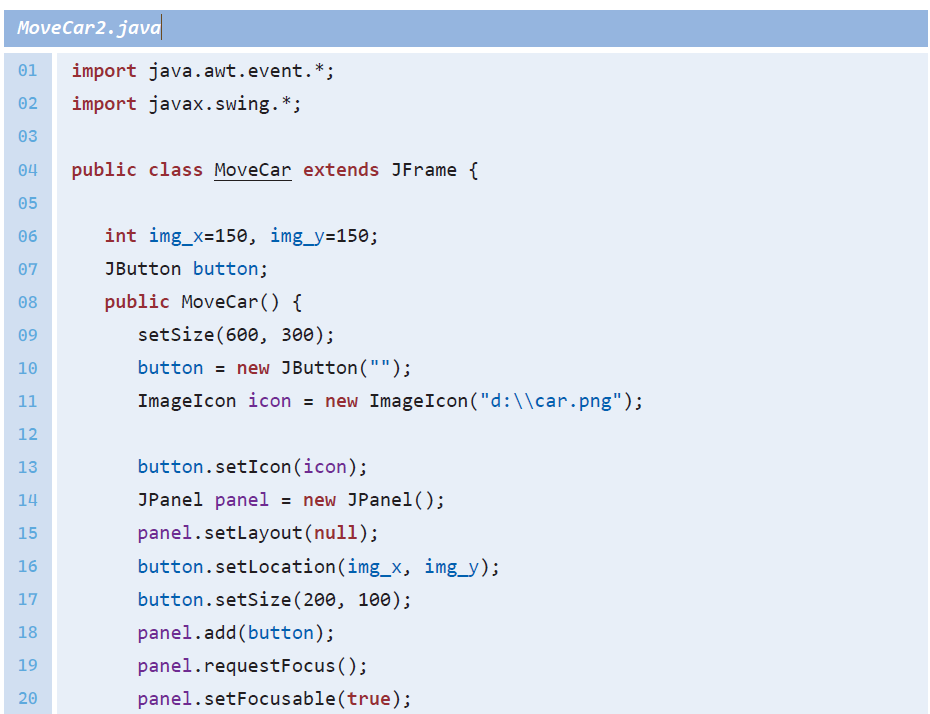 MoveCar2.java
01 import java.awt.event.*;
02 import javax.swing.*;
03
04 public class MoveCar extends JFrame {
05
06    int img_x=150, img_y=150;
07    JButton button;
08    public MoveCar() {
09       setSize(600, 300);
10       button = new JButton("");
11       ImageIcon icon = new ImageIcon("d:\\car.png");
12
13       button.setIcon(icon);
14       JPanel panel = new JPanel();
15       panel.setLayout(null);
16       button.setLocation(img_x, img_y);
17       button.setSize(200, 100);
18       panel.add(button);
19       panel.requestFocus();
20       panel.setFocusable(true);